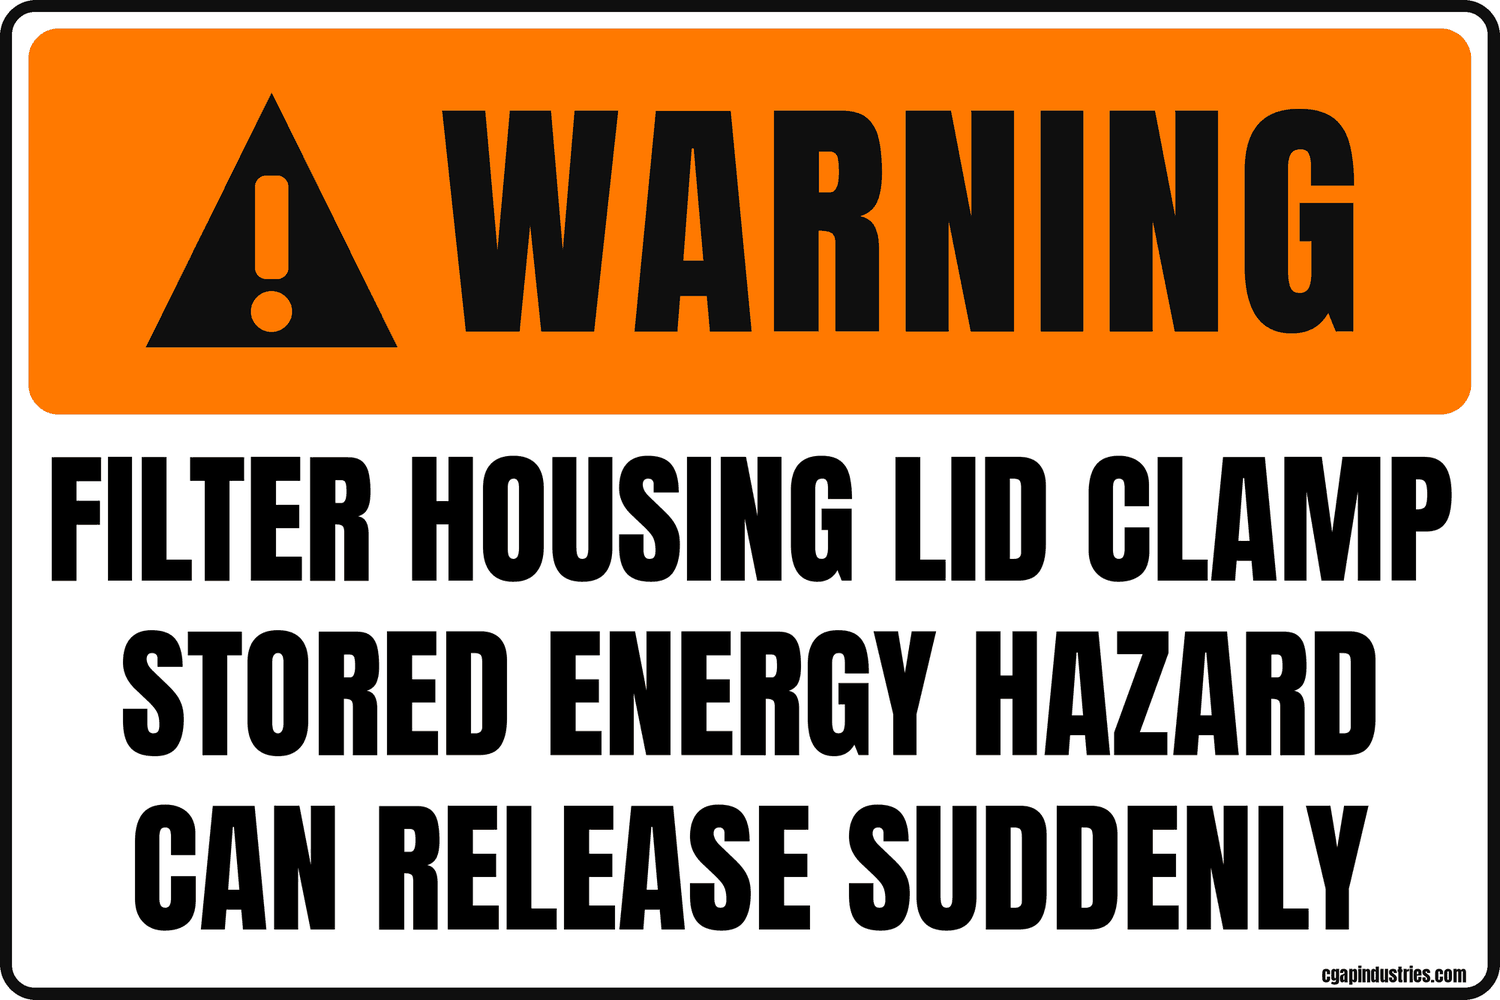 WARNING
FILTER HOUSING LID CLAMP
STORED ENERGY HAZARD
CAN RELEASE SUDDENLY
cgapindustries.com